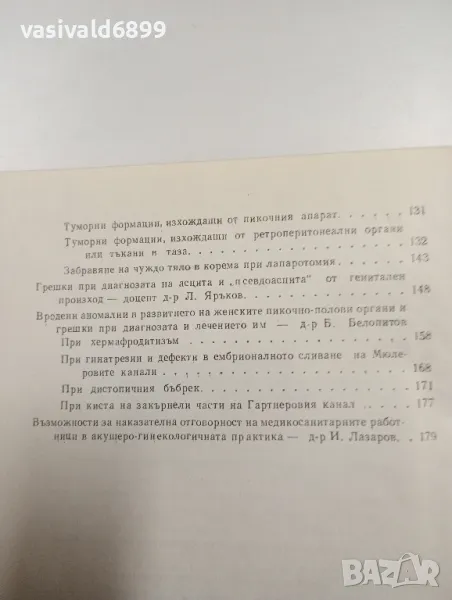 vasivald6899
Туморни формации, изхождащи от пикочния апарат. . . . . . 131
Туморни формации, изхождащи от ретроперитонеални органи
или тъкани в таза. . . . . . . . . . . . . 132
Забравяне на чуждо тяло в корема при лапаротомия . . . . 143
Грешки при диагнозата на асцита и „псевдоасцита“ от генитален
произход — доцент д-р Л. Яръков. . . . . . . . . 148
Вродени аномалии в развитието на женските пикочно-полови органи и
грешки при диагнозата и лечението им — д-р Б. Белопитов
При хермафродитизъм . . . . . . . . . . . . 158
При гинатрезии и дефекти в ембрионалното сливане на Мюле-
ровите канали . . . . . . . . . . . . . . 168
При дистопичния бъбрек. . . . . . . . . . . . 171
При киста на закърнели части на Гартнеровия канал . . . . 177
Възможности за наказателна отговорност на медикосанитарните работ-
ници в акушеро-гинекологичната практика — д-р И. Лазаров. . 179
BAZAR